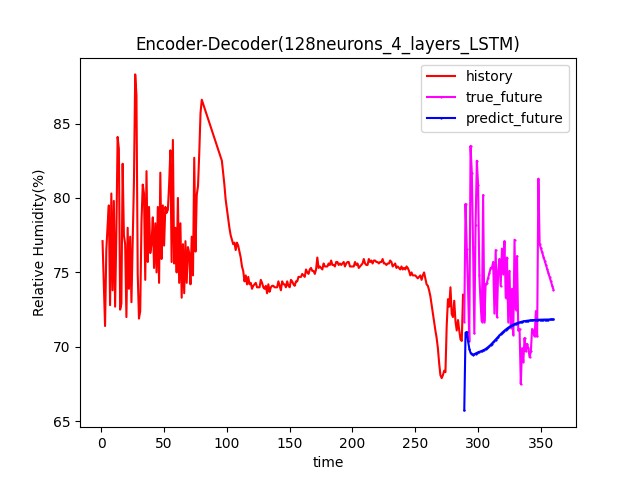 Encoder-Decoder(128neurons_4_layers_LSTM)
history
true_future
predict_future
Relative Humidity(%)
85
80
75
70
65
0 50 100 150 200 250 300 350
time